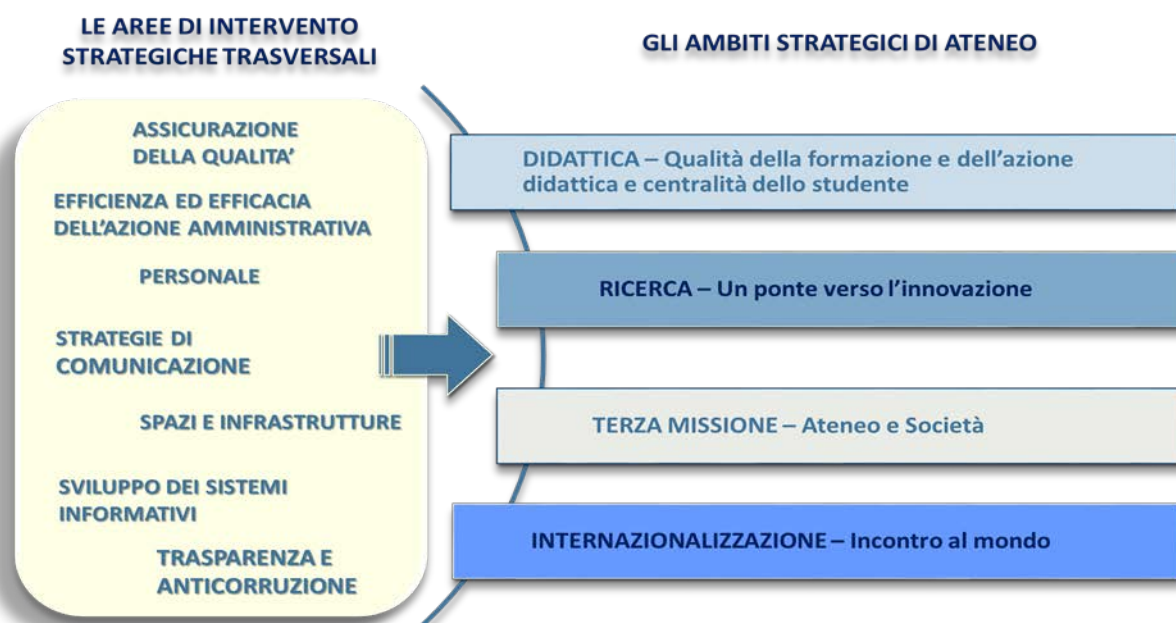 LE AREE DI INTERVENTO
STRATEGICHE TRASVERSALI
ASSICURAZIONE
DELLA QUALITA’
EFFICIENZA ED EFFICACIA
DELL’AZIONE AMMINISTRATIVA
PERSONALE
STRATEGIE DI
COMUNICAZIONE
SPAZI E INFRASTRUTTURE
SVILUPPO DEI SISTEMI
INFORMATIVI
TRASPARENZA E
ANTICORRUZIONE
GLI AMBITI STRATEGICI DI ATENEO
DIDATTICA – Qualità della formazione e dell’azione
didattica e centralità dello studente
RICERCA – Un ponte verso l’innovazione
TERZA MISSIONE – Ateneo e Società
INTERNAZIONALIZZAZIONE – Incontro al mondo